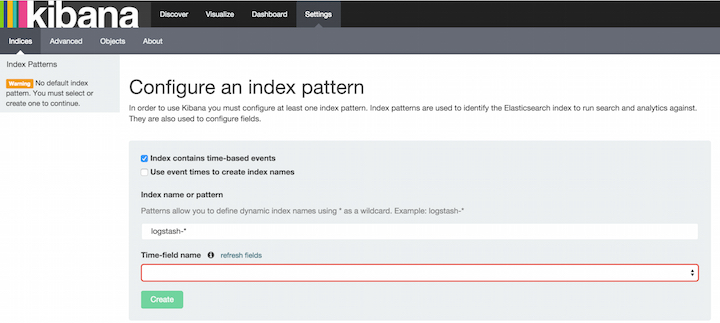 kibana
Discover
Visualize
Dashboard
Settings
Indices
Advanced
Objects
About
Index Patterns
Warning No default index
pattern. You must select or
create one to continue.
Configure an index pattern
In order to use Kibana you must configure at least one index pattern. Index patterns are used to identify the Elasticsearch index to run search and analytics against.
They are also used to configure fields.
Index contains time-based events
Use event times to create index names
Index name or pattern
Patterns allow you to define dynamic index names using * as a wildcard. Example: logstash-*
logstash-*
Time-field name refresh fields
Create